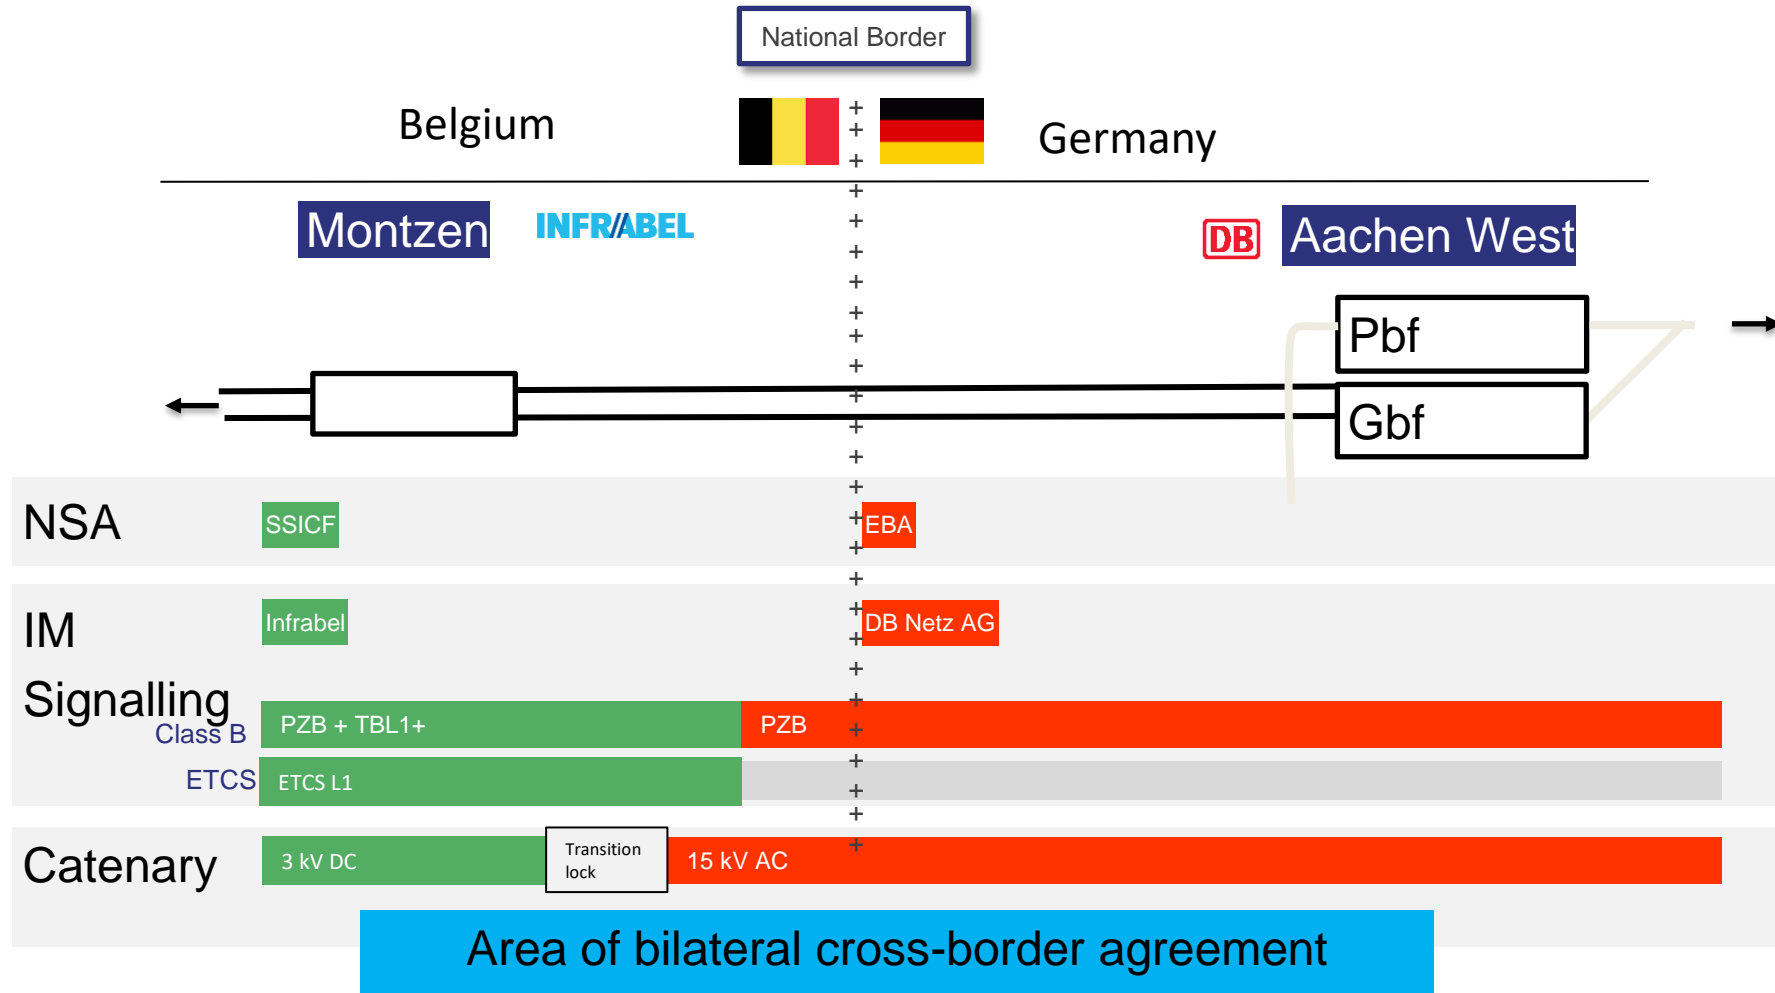 National Border
Belgium
Germany
Montzen
INFRABEL
DB
Aachen West
Pbf
Gbf
NSA
SSICF
EBA
IM
Infrabel
DB Netz AG
Signalling
Class B
PZB + TBL1+
PZB
ETCS
ETCS L1
Catenary
3 kV DC
Transition
lock
15 kV AC
Area of bilateral cross-border agreement